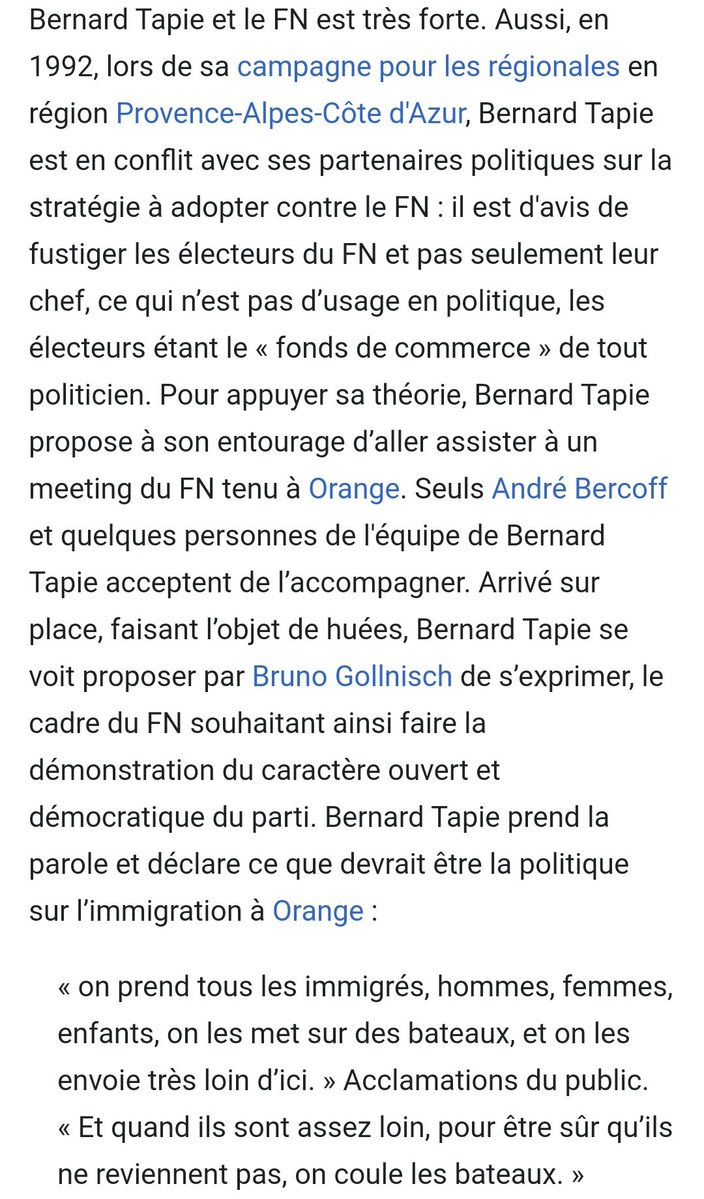 Bernard Tapie et le FN est très forte. Aussi, en
1992, lors de sa campagne pour les régionales en
région Provence-Alpes-Côte d'Azur, Bernard Tapie
est en conflit avec ses partenaires politiques sur la
stratégie à adopter contre le FN : il est d'avis de
fustiger les électeurs du FN et pas seulement leur
chef, ce qui n’est pas d’usage en politique, les
électeurs étant le « fonds de commerce » de tout
politicien. Pour appuyer sa théorie, Bernard Tapie
propose à son entourage d’aller assister à un
meeting du FN tenu à Orange. Seuls André Bercoff
et quelques personnes de l'équipe de Bernard
Tapie acceptent de l’accompagner. Arrivé sur
place, faisant l’objet de huées, Bernard Tapie se
voit proposer par Bruno Gollnisch de s’exprimer, le
cadre du FN souhaitant ainsi faire la
démonstration du caractère ouvert et
démocratique du parti. Bernard Tapie prend la
parole et déclare ce que devrait être la politique
sur l’immigration à Orange :
« on prend tous les immigrés, hommes, femmes,
enfants, on les met sur des bateaux, et on les
envoie très loin d’ici. » Acclamations du public.
« Et quand ils sont assez loin, pour être sûr qu’ils
ne reviennent pas, on coule les bateaux. »